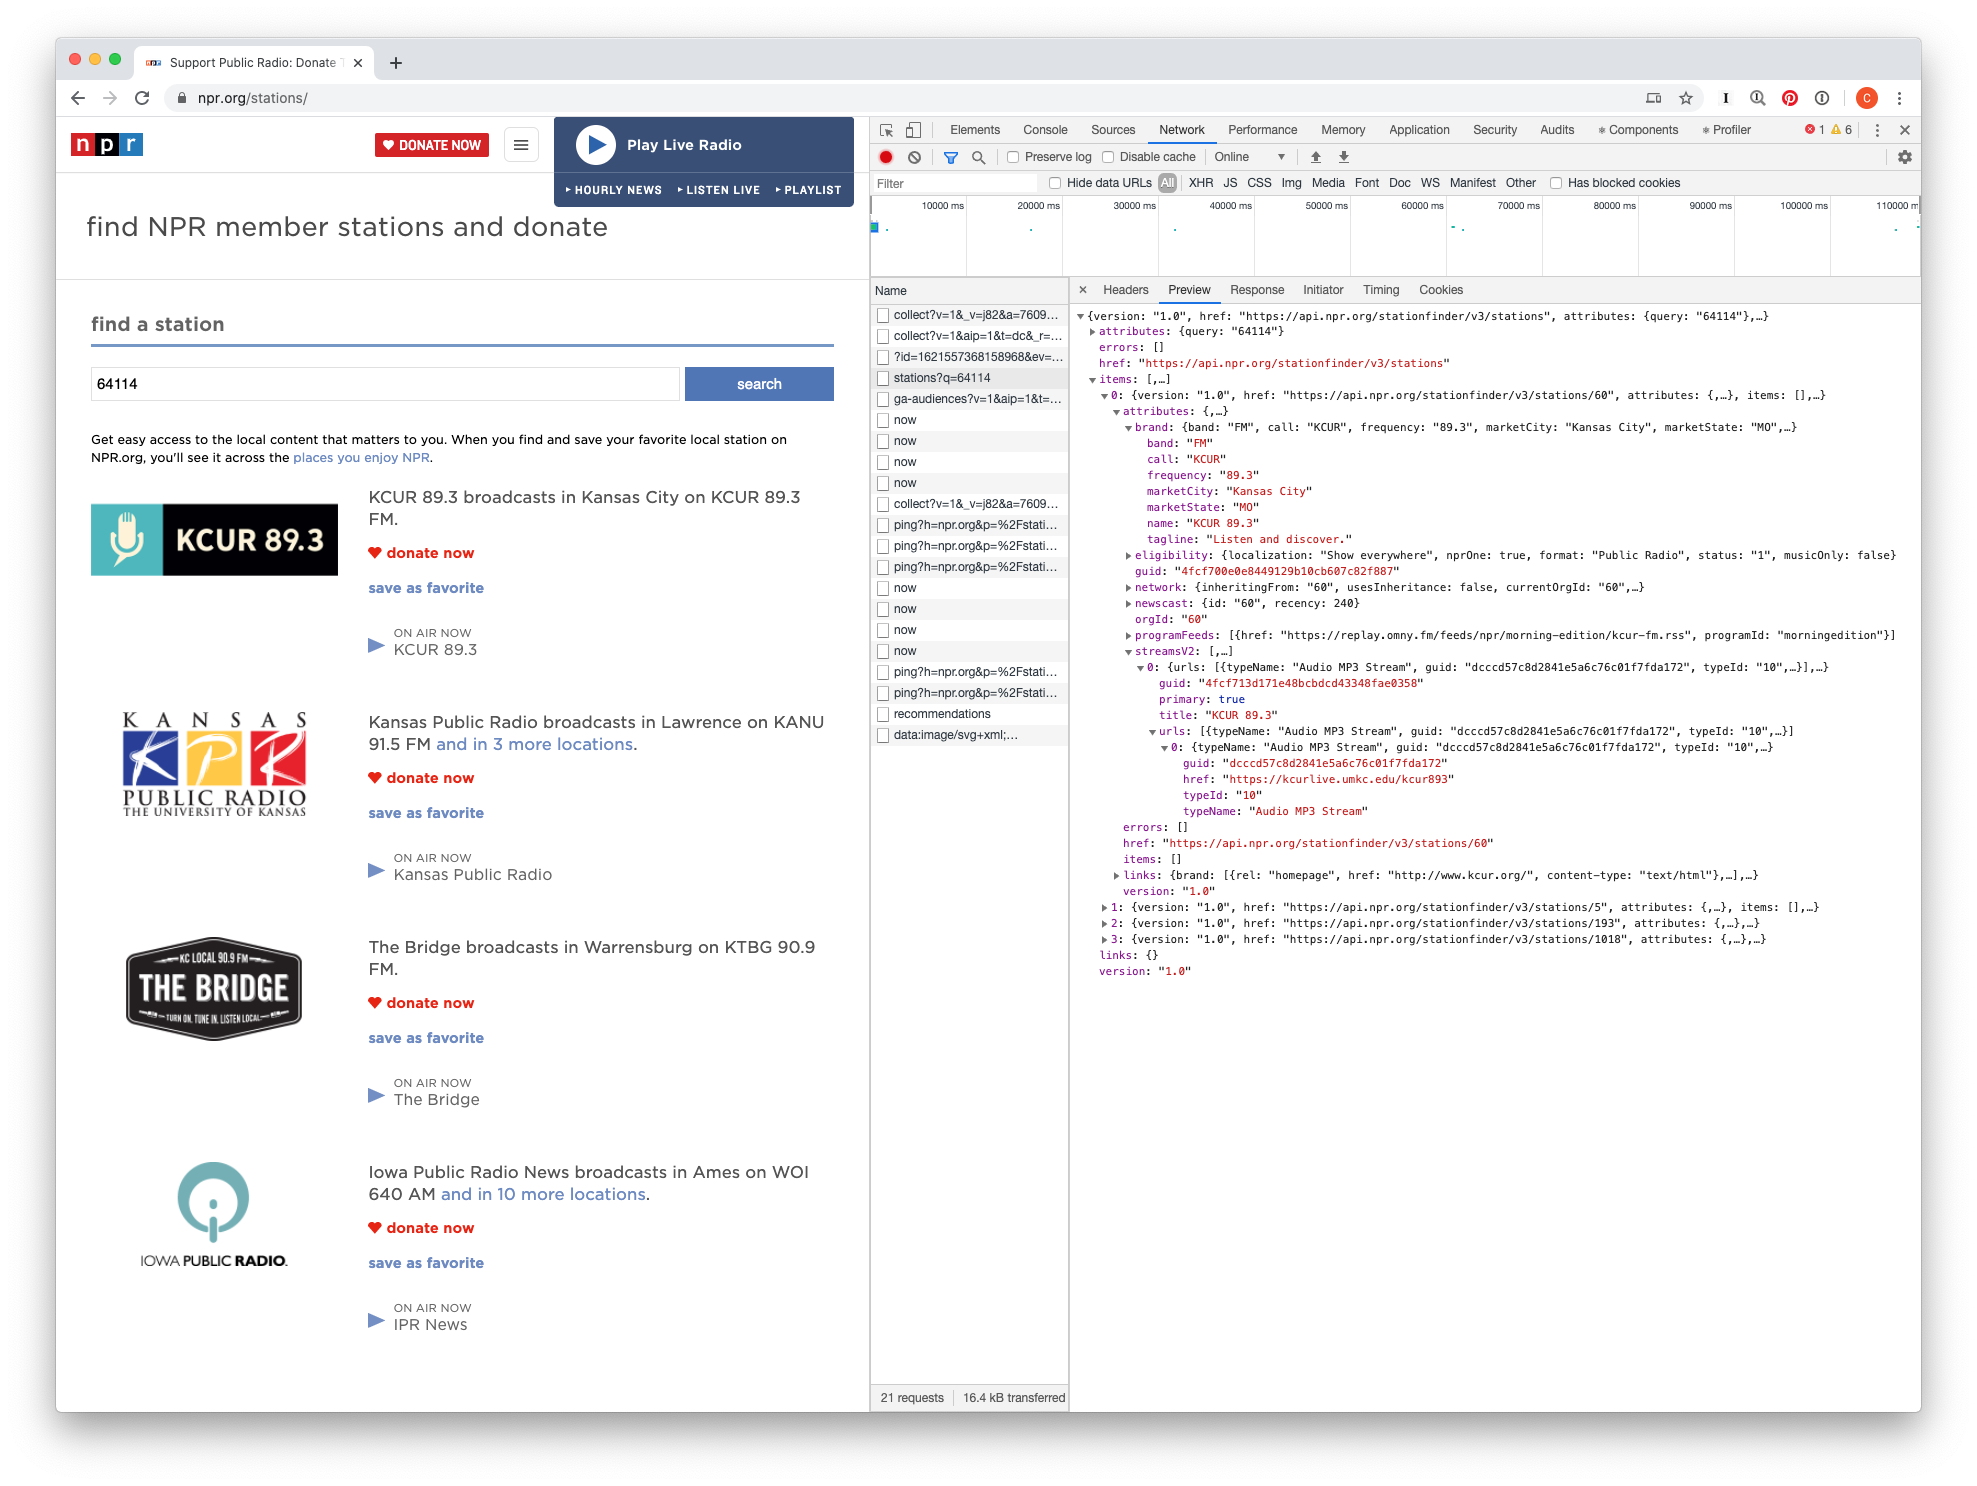 Support Public Radio: Donate T
npr.org/stations/
C
npr
DONATE NOW
Play Live Radio
HOURLY NEWS LISTEN LIVE PLAYLIST
find NPR member stations and donate
find a station
64114
search
Get easy access to the local content that matters to you. When you find and save your favorite local station on
NPR.org, you'll see it across the places you enjoy NPR.
KCUR 89.3
KCUR 89.3 broadcasts in Kansas City on KCUR 89.3
FM.
donate now
save as favorite
ON AIR NOW
KCUR 89.3
KANSAS
KPR
PUBLIC RADIO
THE UNIVERSITY OF KANSAS
Kansas Public Radio broadcasts in Lawrence on KANU
91.5 FM and in 3 more locations.
donate now
save as favorite
ON AIR NOW
Kansas Public Radio
KC LOCAL 90.9 FM
THE BRIDGE
TURN ON. TUNE IN. LISTEN LOCAL.
The Bridge broadcasts in Warrensburg on KTBG 90.9
FM.
donate now
save as favorite
ON AIR NOW
The Bridge
IOWA PUBLIC RADIO.
Iowa Public Radio News broadcasts in Ames on WOI
640 AM and in 10 more locations.
donate now
save as favorite
ON AIR NOW
IPR News
Elements Console Sources Network Performance Memory Application Security Audits Components Profiler 1 6
Preserve log Disable cache Online
Filter Hide data URLs All XHR JS CSS Img Media Font Doc WS Manifest Other Has blocked cookies
10000 ms 20000 ms 30000 ms 40000 ms 50000 ms 60000 ms 70000 ms 80000 ms 90000 ms 100000 ms 110000 m
Name
collect?v=1&_v=j82&a=7609…
collect?v=1&aip=1&t=dc&_r=…
?id=1621557368158968&ev=…
stations?q=64114
ga-audiences?v=1&aip=1&t=…
now
now
now
now
collect?v=1&_v=j82&a=7609…
ping?h=npr.org&p=%2Fstati…
ping?h=npr.org&p=%2Fstati…
ping?h=npr.org&p=%2Fstati…
now
now
now
now
ping?h=npr.org&p=%2Fstati…
ping?h=npr.org&p=%2Fstati…
recommendations
data:image/svg+xml;…
21 requests 16.4 kB transferred
Headers Preview Response Initiator Timing Cookies
{version: "1.0", href: "https://api.npr.org/stationfinder/v3/stations", attributes: {query: "64114"},…}
attributes: {query: "64114"}
errors: []
href: "https://api.npr.org/stationfinder/v3/stations"
items: [,…]
0: {version: "1.0", href: "https://api.npr.org/stationfinder/v3/stations/60", attributes: {,…}, items: [],…}
attributes: {,…}
brand: {band: "FM", call: "KCUR", frequency: "89.3", marketCity: "Kansas City", marketState: "MO",…}
band: "FM"
call: "KCUR"
frequency: "89.3"
marketCity: "Kansas City"
marketState: "MO"
name: "KCUR 89.3"
tagline: "Listen and discover."
eligibility: {localization: "Show everywhere", nprOne: true, format: "Public Radio", status: "1", musicOnly: false}
guid: "4fcf700e0e8449129b10cb607c82f887"
network: {inheritingFrom: "60", usesInheritance: false, currentOrgId: "60",…}
newscast: {id: "60", recency: 240}
orgId: "60"
programFeeds: [{href: "https://replay.omny.fm/feeds/npr/morning-edition/kcur-fm.rss", programId: "morningedition"}]
streamsV2: [,…]
0: {urls: [{typeName: "Audio MP3 Stream", guid: "dcccd57c8d2841e5a6c76c01f7fda172", typeId: "10",…}],…}
guid: "4fcf713d171e48bcbdcd43348fae0358"
primary: true
title: "KCUR 89.3"
urls: [{typeName: "Audio MP3 Stream", guid: "dcccd57c8d2841e5a6c76c01f7fda172", typeId: "10",…}]
0: {typeName: "Audio MP3 Stream", guid: "dcccd57c8d2841e5a6c76c01f7fda172", typeId: "10",…}
guid: "dcccd57c8d2841e5a6c76c01f7fda172"
href: "https://kcurlive.umkc.edu/kcur893"
typeId: "10"
typeName: "Audio MP3 Stream"
errors: []
href: "https://api.npr.org/stationfinder/v3/stations/60"
items: []
links: {brand: [{rel: "homepage", href: "http://www.kcur.org/", content-type: "text/html"},…],…}
version: "1.0"
1: {version: "1.0", href: "https://api.npr.org/stationfinder/v3/stations/5", attributes: {,…}, items: [],…}
2: {version: "1.0", href: "https://api.npr.org/stationfinder/v3/stations/193", attributes: {,…},…}
3: {version: "1.0", href: "https://api.npr.org/stationfinder/v3/stations/1018", attributes: {,…},…}
links: {}
version: "1.0"